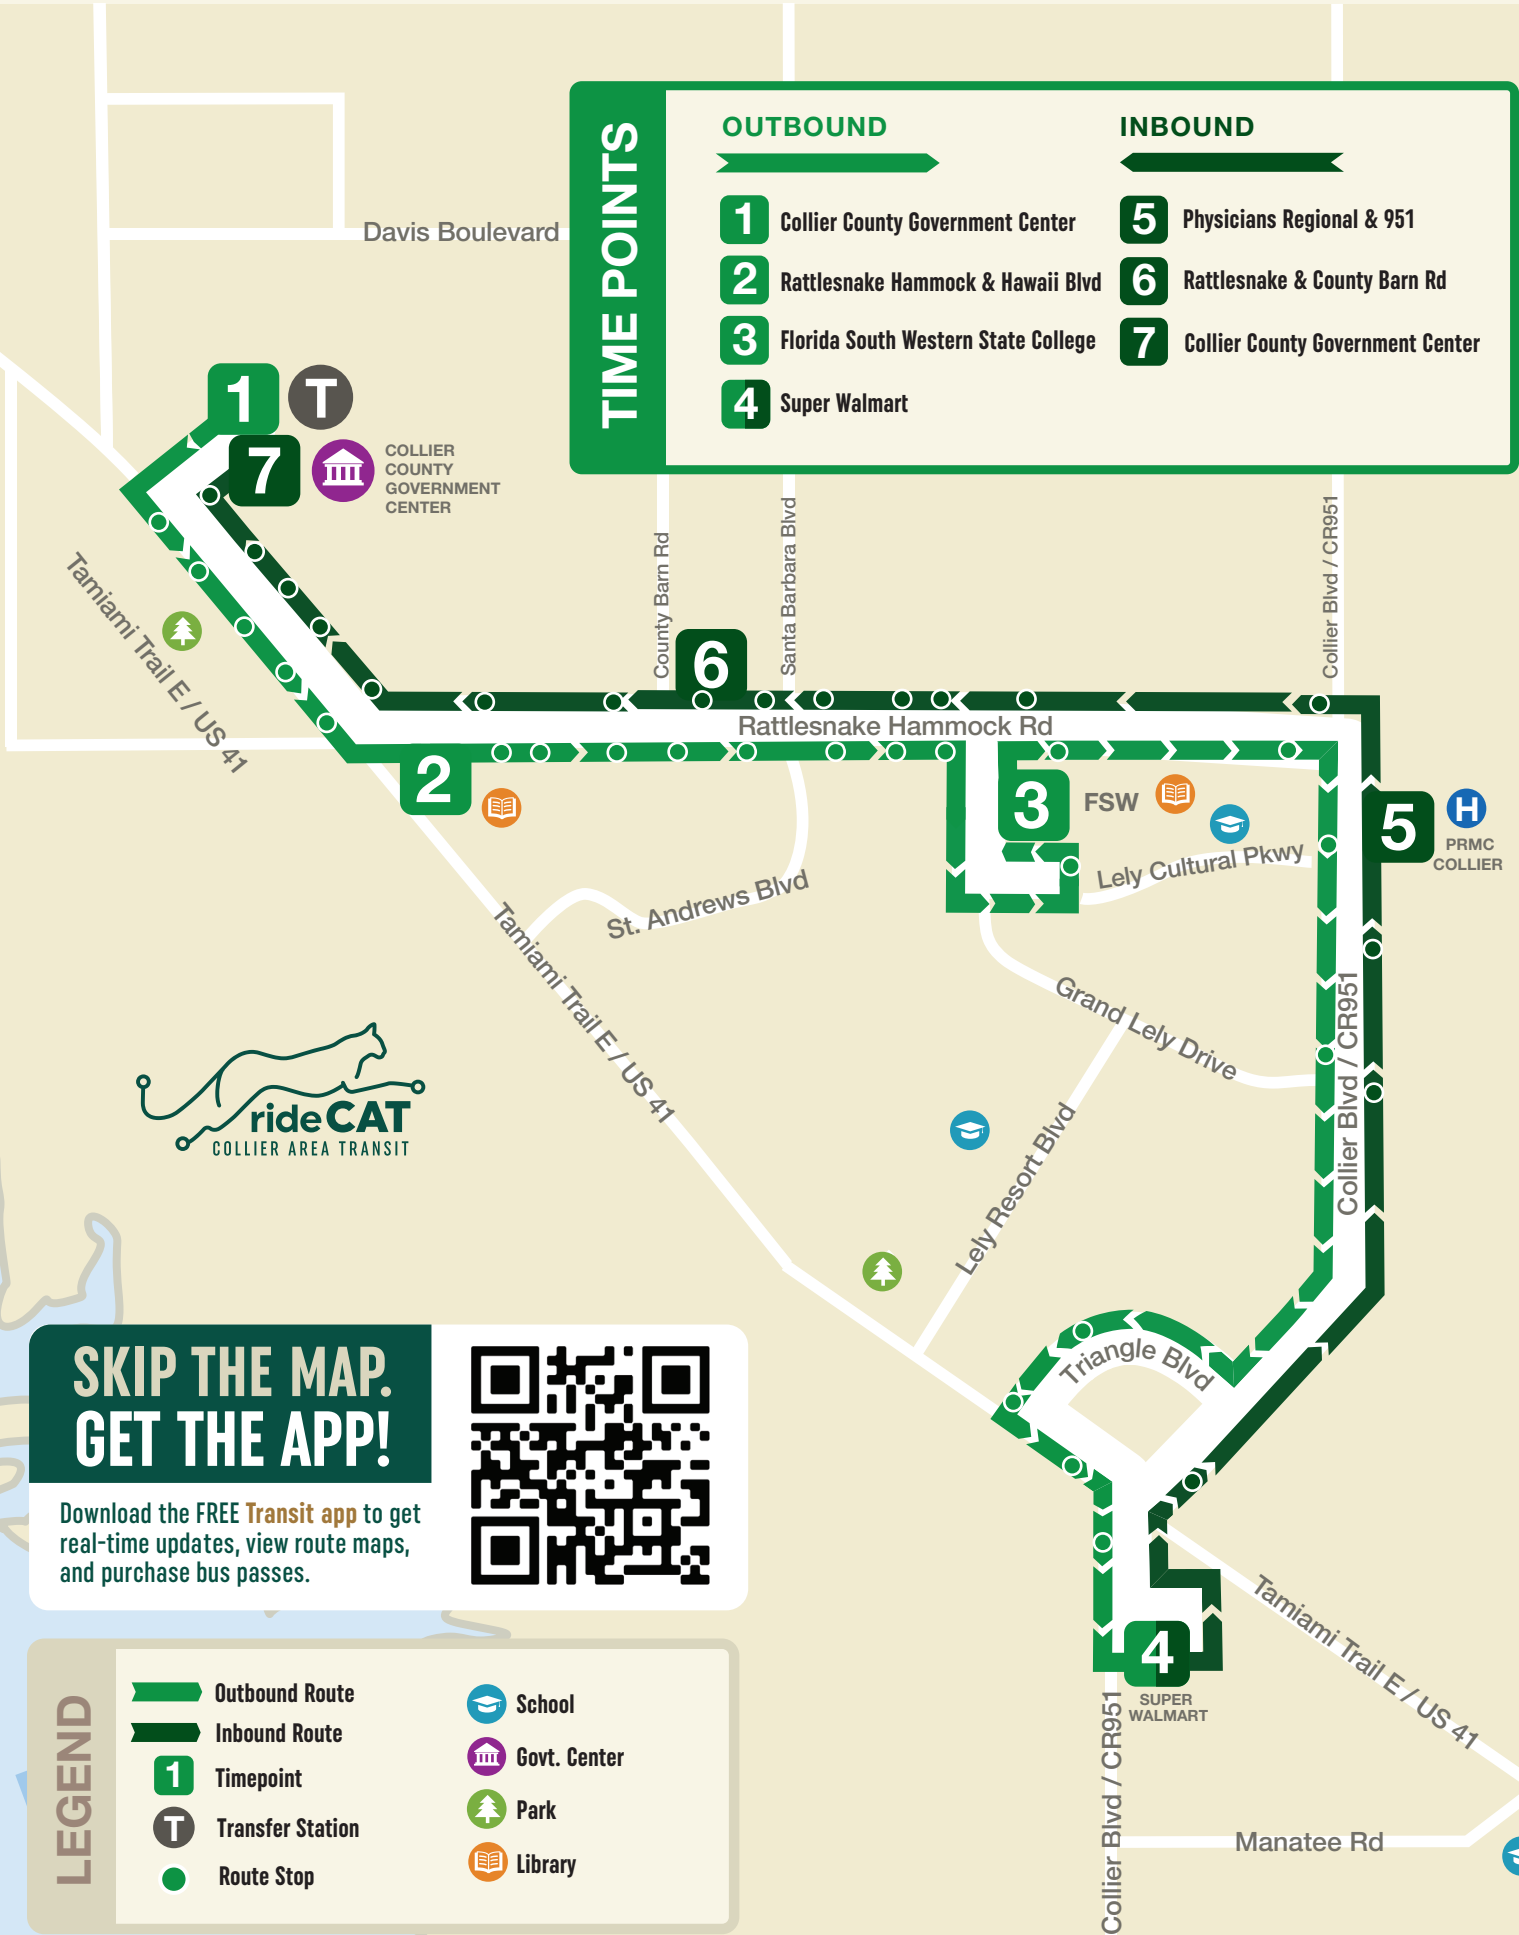 TIME POINTS
OUTBOUND
1 Collier County Government Center
2 Rattlesnake Hammock & Hawaii Blvd
3 Florida South Western State College
4 Super Walmart
INBOUND
5 Physicians Regional & 951
6 Rattlesnake & County Barn Rd
7 Collier County Government Center
Davis Boulevard
1
T
7
COLLIER
COUNTY
GOVERNMENT
CENTER
Tamiami Trail E / US 41
County Barn Rd
Santa Barbara Blvd
Collier Blvd / CR951
6
Rattlesnake Hammock Rd
2
3
FSW
5
H
PRMC
COLLIER
Lely Cultural Pkwy
St. Andrews Blvd
Tamiami Trail E / US 41
Grand Lely Drive
Collier Blvd / CR951
Lely Resort Blvd
rideCAT
COLLIER AREA TRANSIT
Triangle Blvd
SKIP THE MAP.
GET THE APP!
Download the FREE Transit app to get
real-time updates, view route maps,
and purchase bus passes.
4
SUPER
WALMART
Tamiami Trail E / US 41
Collier Blvd / CR951
Manatee Rd
LEGEND
Outbound Route
Inbound Route
1 Timepoint
T Transfer Station
Route Stop
School
Govt. Center
Park
Library